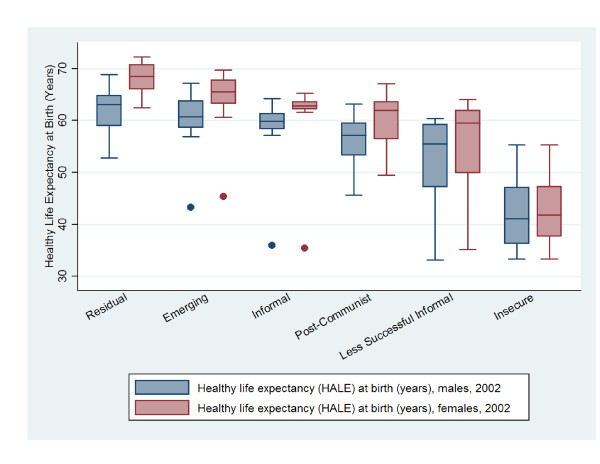 Healthy Life Expectancy at Birth (Years)
70
60
50
40
30
Residual
Emerging
Informal
Post-Communist
Less Successful Informal
Insecure
Healthy life expectancy (HALE) at birth (years), males, 2002
Healthy life expectancy (HALE) at birth (years), females, 2002